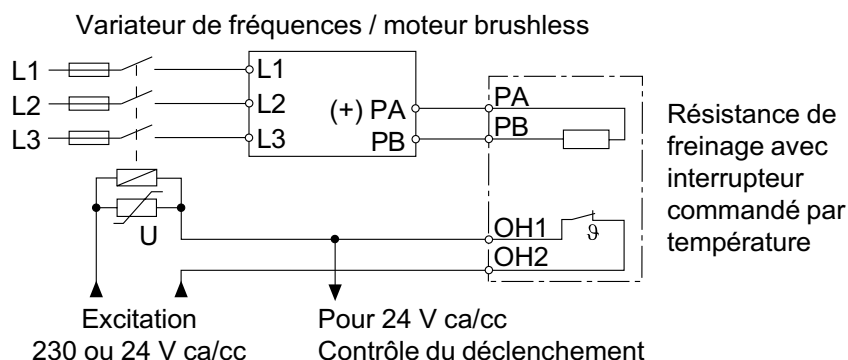 Variateur de fréquences / moteur brushless
L1
L2
L3
L1
L2
L3
(+) PA
PB
PA
PB
Résistance de
freinage avec
interrupteur
commandé par
température
U
OH1
ϑ
OH2
Excitation
230 ou 24 V ca/cc
Pour 24 V ca/cc
Contrôle du déclenchement